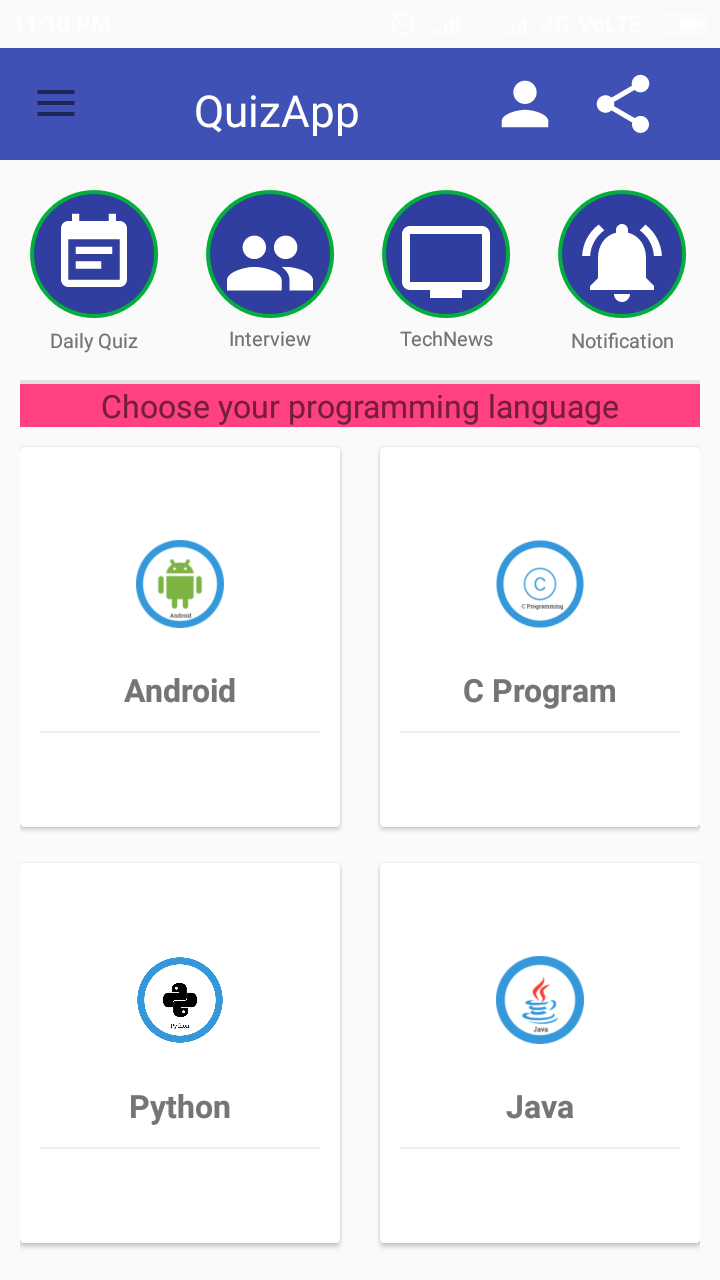 11:10 PM 4G VoLTE
QuizApp
Daily Quiz
Interview
TechNews
Notification
Choose your programming language
Android
Android
C
C Programming
C Program
Python
Python
Java
Java